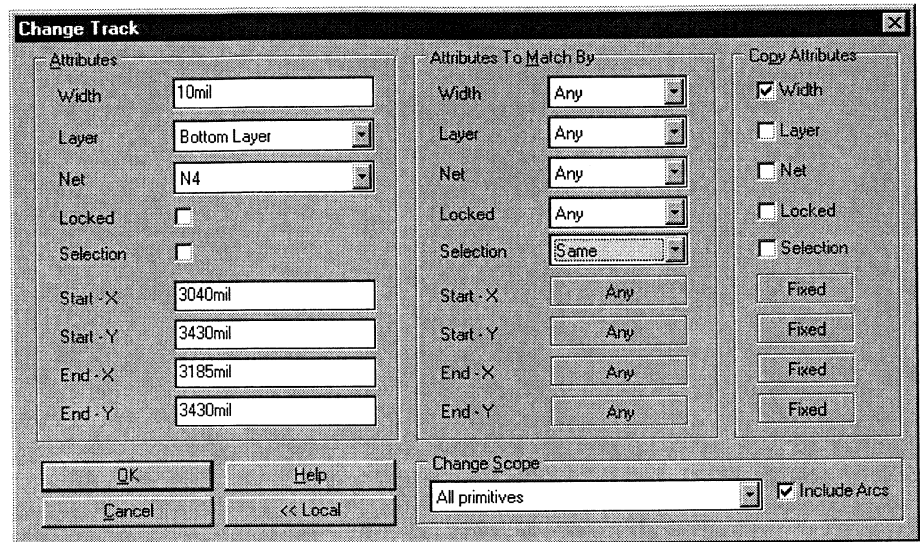 Change Track
Attributes
Width 10mil
Layer Bottom Layer
Net N4
Locked
Selection
Start - X 3040mil
Start - Y 3430mil
End - X 3185mil
End - Y 3430mil
Attributes To Match By
Width Any
Layer Any
Net Any
Locked Any
Selection Same
Start - X Any
Start - Y Any
End - X Any
End - Y Any
Copy Attributes
Width
Layer
Net
Locked
Selection
Fixed
Fixed
Fixed
Fixed
OK
Help
Cancel
<< Local
Change Scope
All primitives
Include Arcs